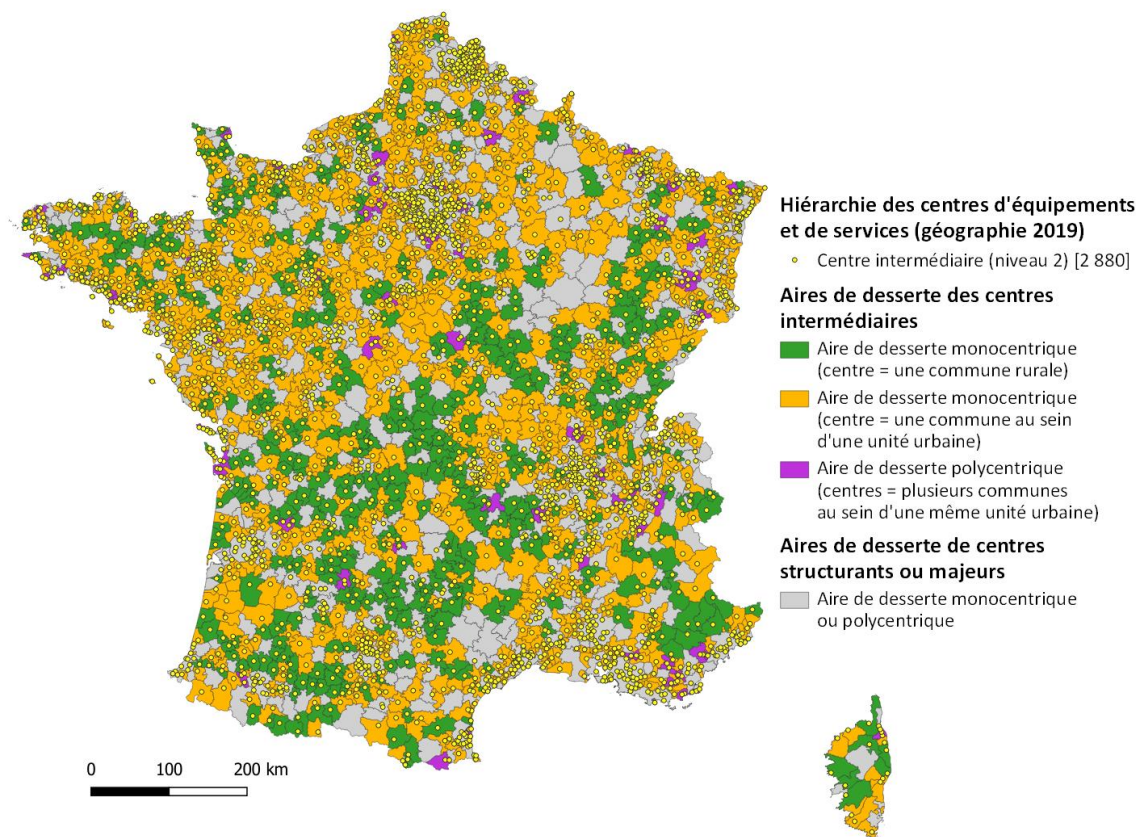 Hiérarchie des centres d'équipements
et de services (géographie 2019)
Centre intermédiaire (niveau 2) [2 880]
Aires de desserte des centres
intermédiaires
Aire de desserte monocentrique
(centre = une commune rurale)
Aire de desserte monocentrique
(centre = une commune au sein
d'une unité urbaine)
Aire de desserte polycentrique
(centres = plusieurs communes
au sein d'une même unité urbaine)
Aires de desserte de centres
structurants ou majeurs
Aire de desserte monocentrique
ou polycentrique
0 100 200 km